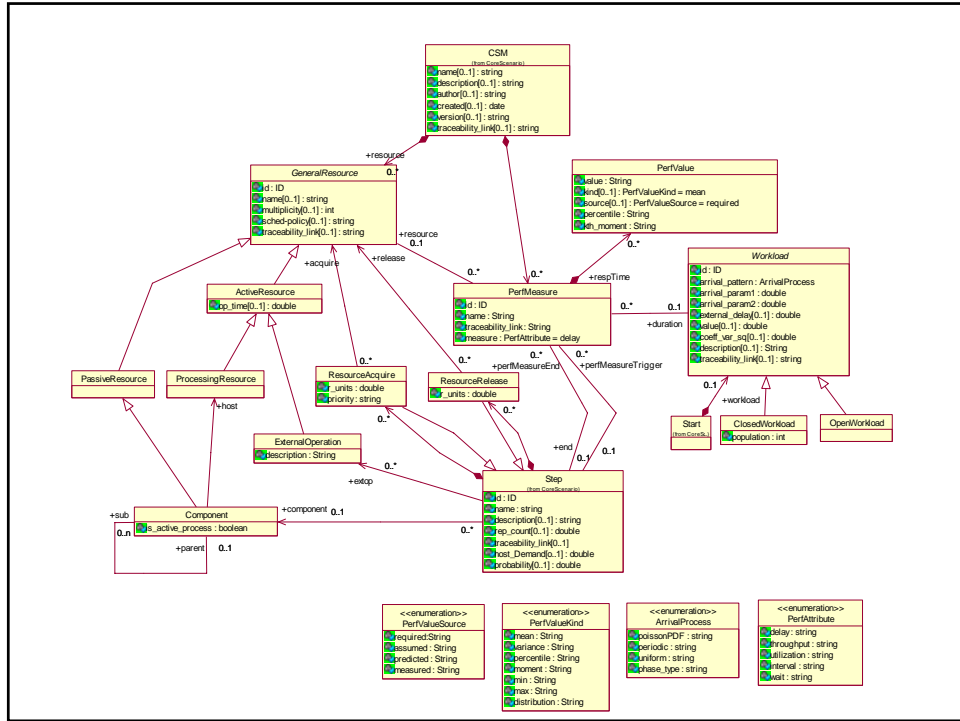 CSM
(from CoreScenario)
name[0..1] : string
description[0..1] : string
author[0..1] : string
created[0..1] : date
version[0..1] : string
traceability_link[0..1] : string
+resource
0..*
GeneralResource
id : ID
name[0..1] : string
multiplicity[0..1] : int
sched-policy[0..1] : string
traceability_link[0..1] : string
PerfValue
value : String
kind[0..1] : PerfValueKind = mean
source[0..1] : PerfValueSource = required
percentile : String
kth_moment : String
0..*
+respTime
+resource
0..1
0..*
0..*
+acquire
+release
Workload
id : ID
arrival_pattern : ArrivalProcess
arrival_param1 : double
arrival_param2 : double
external_delay[0..1] : double
value[0..1] : double
coeff_var_sq[0..1] : double
description[0..1] : String
traceability_link[0..1] : string
ActiveResource
op_time[0..1] : double
PerfMeasure
id : ID
name : String
traceability_link : String
measure : PerfAttribute = delay
0..*
0..1
+duration
0..*
+perfMeasureEnd
0..*
+perfMeasureTrigger
PassiveResource
ProcessingResource
+host
0..*
ResourceAcquire
r_units : double
priority : string
0..*
0..*
ResourceRelease
r_units : double
0..*
0..1
+workload
Start
(from CoreSL)
ClosedWorkload
population : int
OpenWorkload
ExternalOperation
description : String
0..*
+extop
+end
0..1
0..1
Step
(from CoreScenario)
id : ID
name : string
description[0..1] : string
rep_count[0..1] : double
traceability_link[0..1]
host_Demand[o..1] : double
probability[0..1] : double
Component
is_active_process : boolean
+component
0..1
0..*
+sub
0..n
+parent
0..1
<<enumeration>>
PerfValueSource
required:String
assumed : String
predicted : String
measured : String
<<enumeration>>
PerfValueKind
mean : String
variance : String
percentile : String
moment : String
min : String
max : String
distribution : String
<<enumeration>>
ArrivalProcess
poissonPDF : string
periodic : string
uniform : string
phase_type : string
<<enumeration>>
PerfAttribute
delay : string
throughput : string
utilization : string
interval : string
wait : string